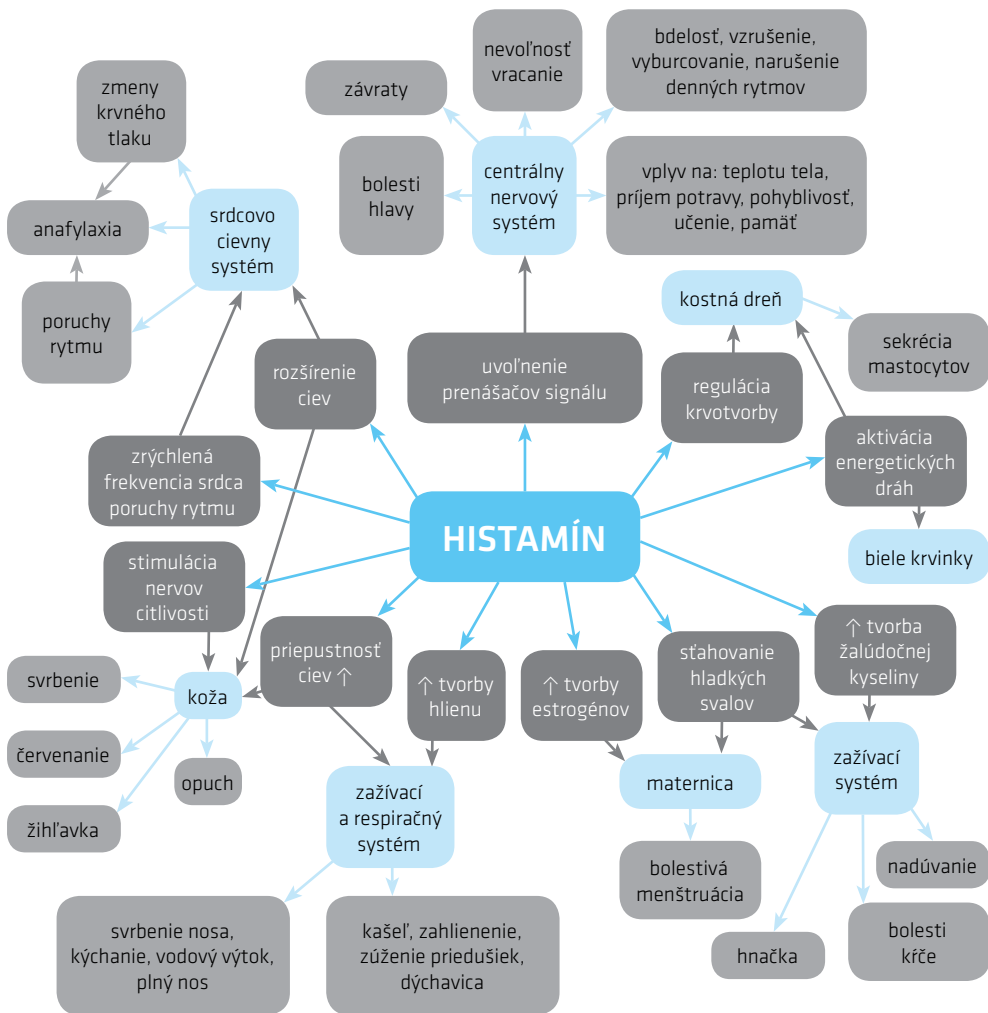 nevoľnosť
vracanie
bdelosť, vzrušenie,
vyburcovanie, narušenie
denných rytmov
zmeny
krvného
tlaku
závraty
bolesti
hlavy
centrálny
nervový
systém
vplyv na: teplotu tela,
príjem potravy, pohyblivosť,
učenie, pamäť
anafylaxia
srdcovo
cievny
systém
kostná dreň
poruchy
rytmu
sekrécia
mastocytov
rozšírenie
ciev
uvoľnenie
prenášačov signálu
regulácia
krvotvorby
aktivácia
energetických
dráh
zrýchlená
frekvencia srdca
poruchy rytmu
HISTAMÍN
biele krvinky
stimulácia
nervov
citlivosti
priepustnosť
ciev ↑
↑ tvorby
hlienu
↑ tvorby
estrogénov
sťahovanie
hladkých
svalov
↑ tvorba
žalúdočnej
kyseliny
svrbenie
koža
červenanie
opuch
žihľavka
zažívací
a respiračný
systém
maternica
zažívací
systém
bolestivá
menštruácia
nadúvanie
svrbenie nosa,
kýchanie, vodový výtok,
plný nos
kašeľ, zahlienenie,
zúženie priedušiek,
dýchavica
hnačka
bolesti
kŕče